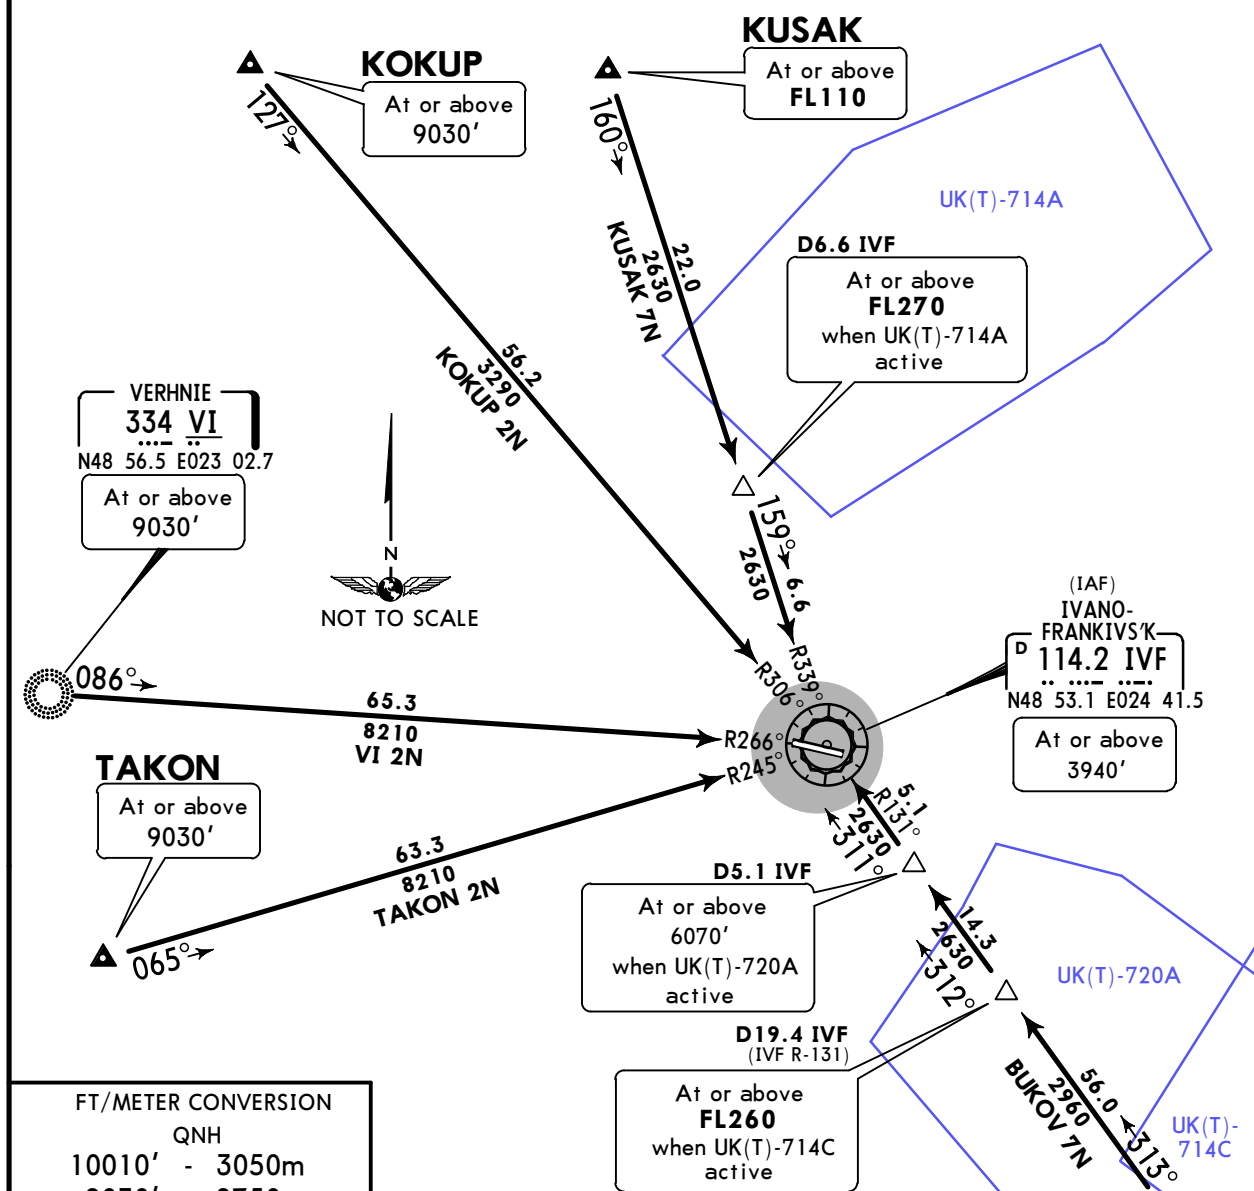 KUSAK
At or above
FL110
KOKUP
At or above
9030'
127°
160°
UK(T)-714A
22.0
2630
KUSAK 7N
D6.6 IVF
At or above
FL270
when UK(T)-714A
active
56.2
3290
KOKUP 2N
VERHNIE
334 VI
N48 56.5 E023 02.7
At or above
9030'
N
NOT TO SCALE
159°
6.6
2630
(IAF)
IVANO-
FRANKIVS'K
D 114.2 IVF
N48 53.1 E024 41.5
At or above
3940'
R339°
R306°
086°
65.3
8210
VI 2N
R266°
R245°
TAKON
At or above
9030'
63.3
8210
TAKON 2N
065°
5.1
R131°
2630
311°
D5.1 IVF
At or above
6070'
when UK(T)-720A
active
14.3
2630
312°
UK(T)-720A
D19.4 IVF
(IVF R-131)
At or above
FL260
when UK(T)-714C
active
56.0
2960
BUKOV 7N
313°
UK(T)-
714C
FT/METER CONVERSION
QNH
10010' - 3050m